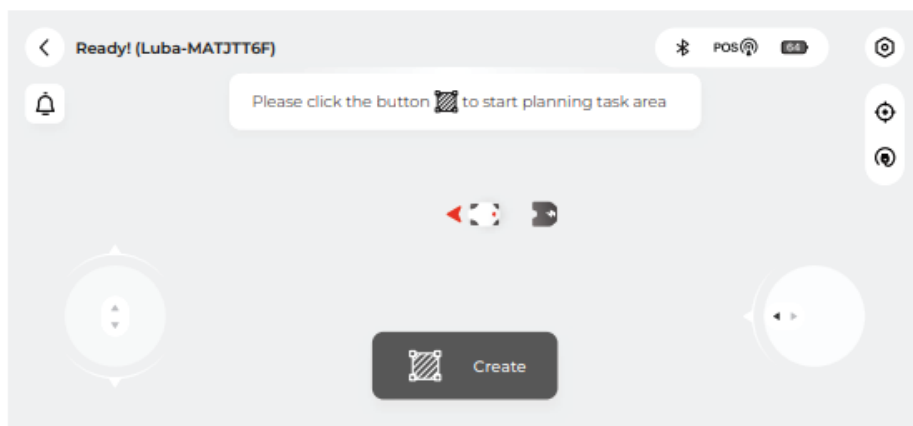 Ready! (Luba-MATJTT6F)
POS
64
Please click the button to start planning task area
Create